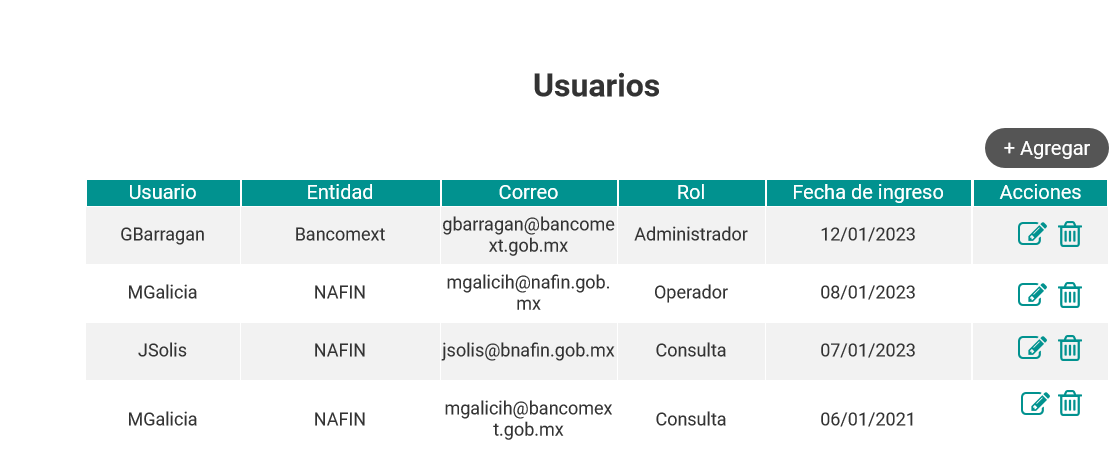 Usuarios
+ Agregar
Usuario Entidad Correo Rol Fecha de ingreso Acciones
GBarragan Bancomext gbarragan@bancome
xt.gob.mx Administrador 12/01/2023
MGalicia NAFIN mgalicih@nafin.gob.
mx Operador 08/01/2023
JSolis NAFIN jsolis@bnafin.gob.mx Consulta 07/01/2023
MGalicia NAFIN mgalicih@bancomex
t.gob.mx Consulta 06/01/2021